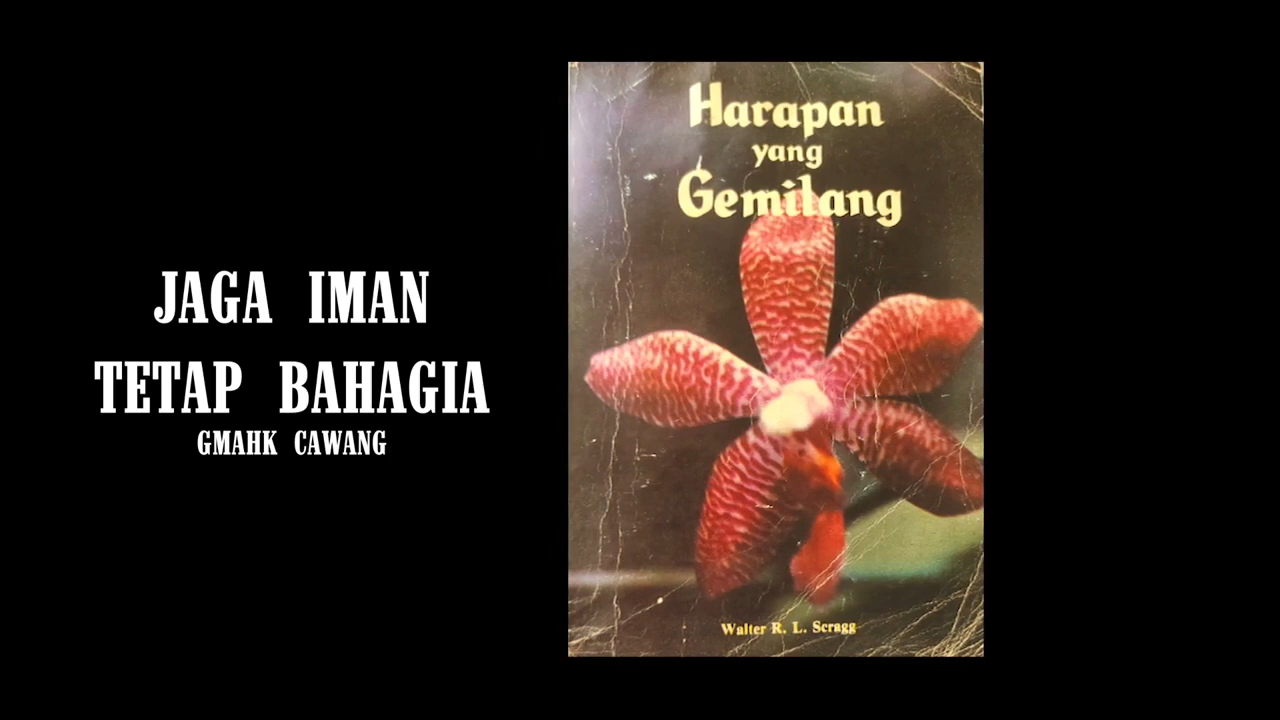 JAGA IMAN
TETAP BAHAGIA
GMAHK CAWANG
Harapan
yang
Gemilang
Walter R. L. Scragg